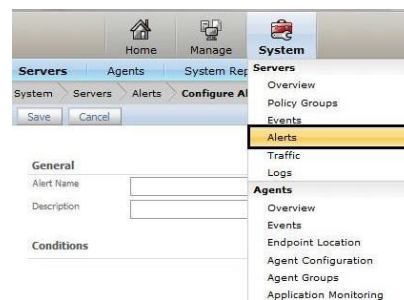 Home Manage System
Servers Agents System Rep
System Servers Alerts Configure Al
Save Cancel
General
Alert Name
Description
Conditions
Servers
Overview
Policy Groups
Events
Alerts
Traffic
Logs
Agents
Overview
Events
Endpoint Location
Agent Configuration
Agent Groups
Application Monitoring